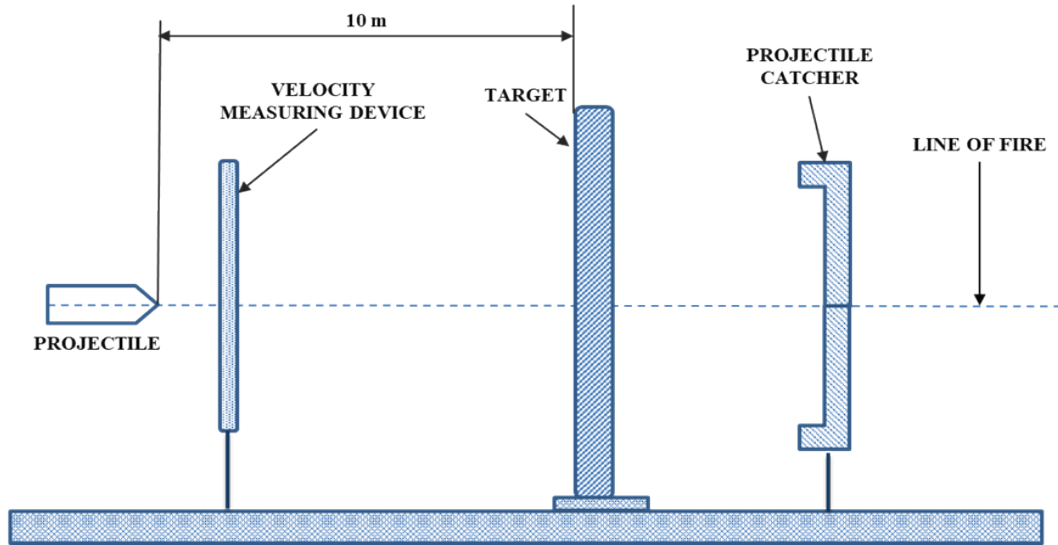 10 m
VELOCITY
MEASURING DEVICE
TARGET
PROJECTILE
CATCHER
LINE OF FIRE
PROJECTILE